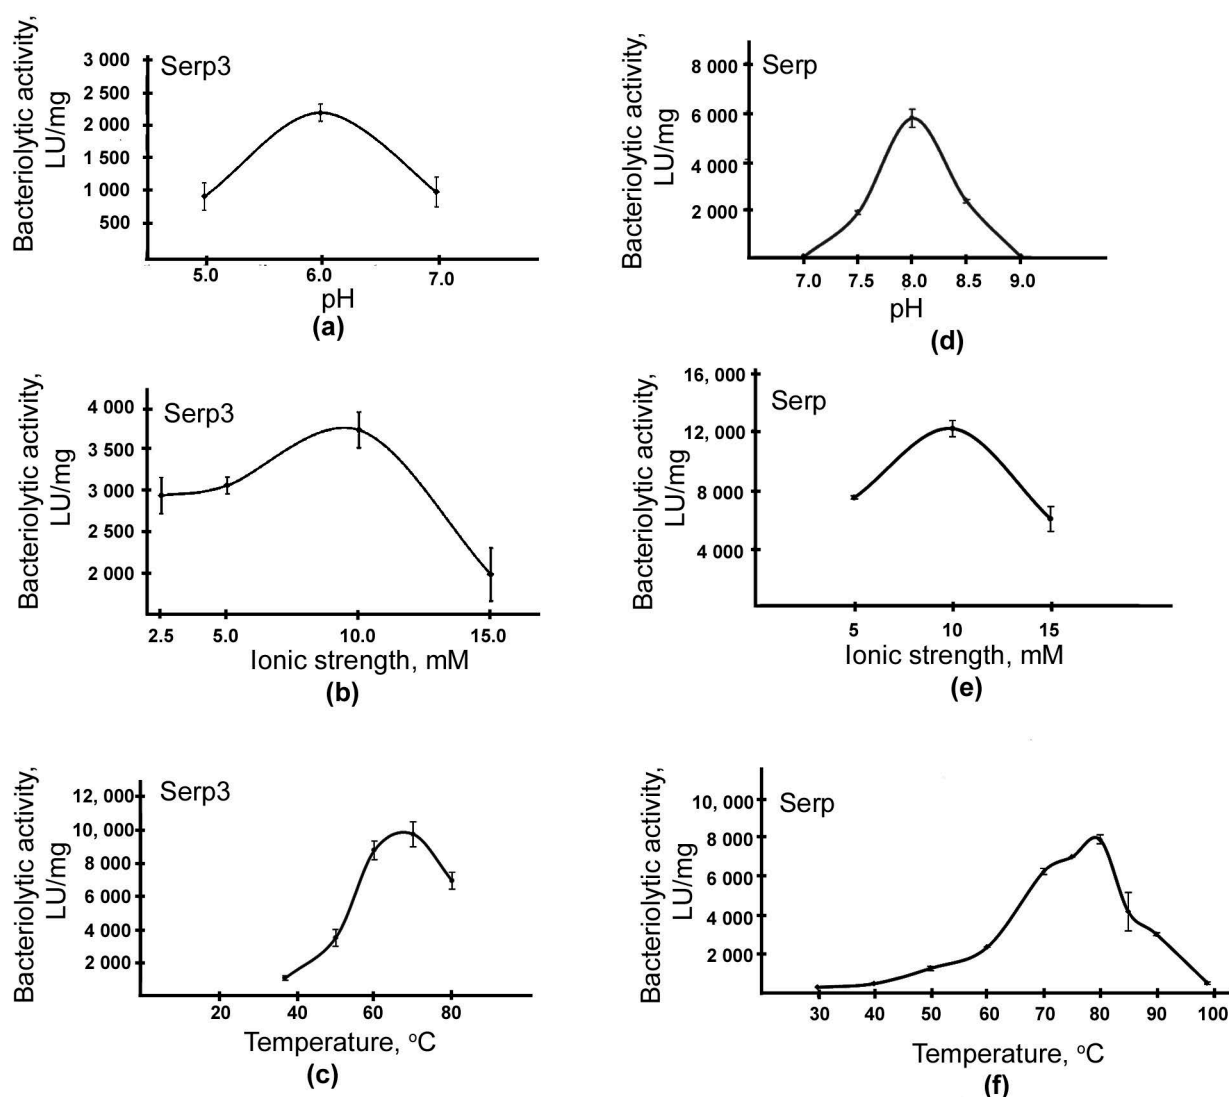 Bacteriolytic activity,
LU/mg
3 000
2 500
2 000
1 500
1 000
500
Serp3
5.0 6.0 7.0
pH
(a)
Bacteriolytic activity,
LU/mg
8 000
6 000
4 000
2 000
Serp
7.0 7.5 8.0 8.5 9.0
pH
(d)
Bacteriolytic activity,
LU/mg
4 000
3 500
3 000
2 500
2 000
Serp3
2.5 5.0 10.0 15.0
Ionic strength, mM
(b)
Bacteriolytic activity,
LU/mg
16, 000
12, 000
8 000
4 000
Serp
5 10 15
Ionic strength, mM
(e)
Bacteriolytic activity,
LU/mg
12, 000
10, 000
8 000
6 000
4 000
2 000
Serp3
20 40 60 80
Temperature, °C
(c)
Bacteriolytic activity,
LU/mg
10, 000
8 000
6 000
4 000
2 000
Serp
30 40 50 60 70 80 90 100
Temperature, °C
(f)